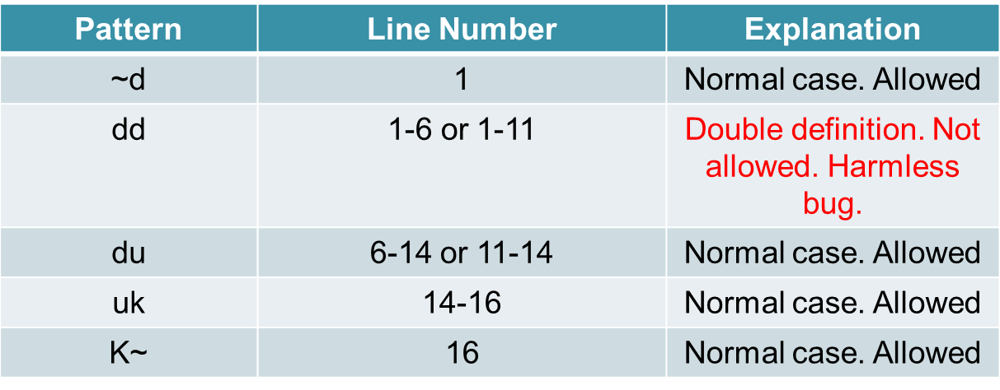 Pattern Line Number Explanation
~d 1 Normal case. Allowed
dd 1-6 or 1-11 Double definition. Not
allowed. Harmless
bug.
du 6-14 or 11-14 Normal case. Allowed
uk 14-16 Normal case. Allowed
K~ 16 Normal case. Allowed